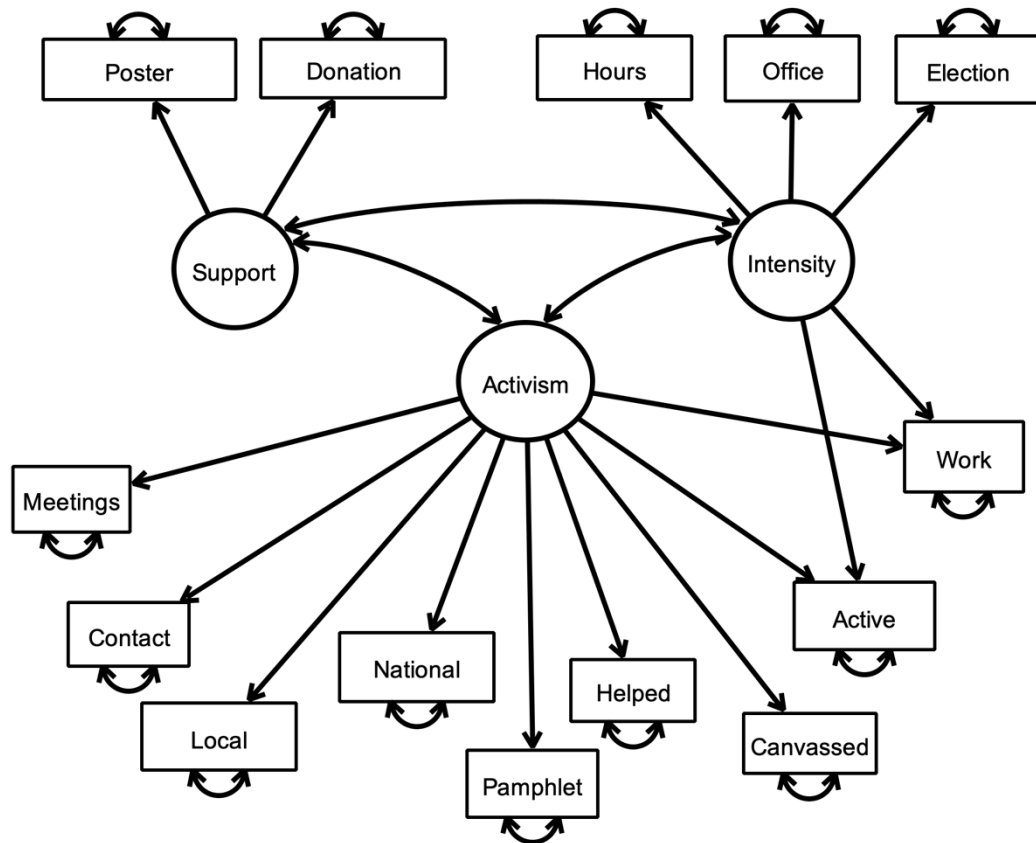 Poster
Donation
Hours
Office
Election
Support
Intensity
Activism
Work
Meetings
Active
Contact
National
Helped
Local
Canvassed
Pamphlet